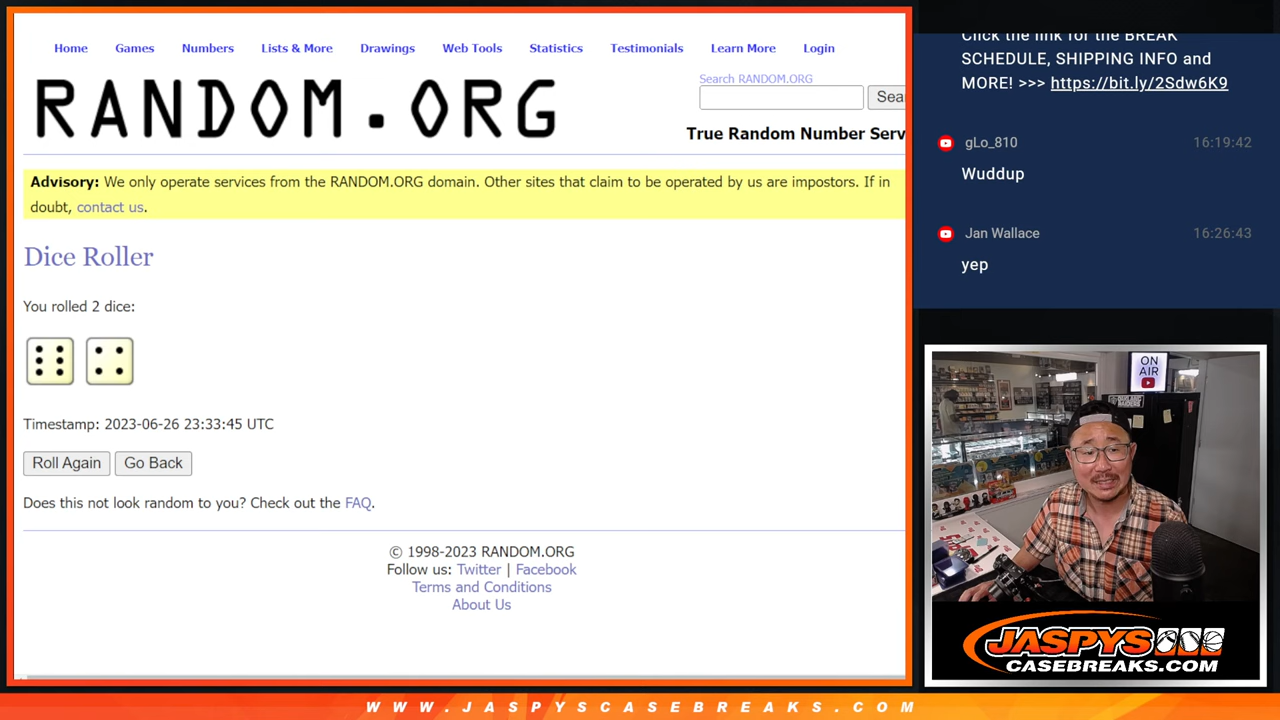 Home Games Numbers Lists & More Drawings Web Tools Statistics Testimonials Learn More Login
RANDOM.ORG
Search RANDOM.ORG
Sea
True Random Number Serv
Advisory: We only operate services from the RANDOM.ORG domain. Other sites that claim to be operated by us are impostors. If in
doubt, contact us.
Dice Roller
You rolled 2 dice:
Timestamp: 2023-06-26 23:33:45 UTC
Roll Again Go Back
Does this not look random to you? Check out the FAQ.
© 1998-2023 RANDOM.ORG
Follow us: Twitter | Facebook
Terms and Conditions
About Us
Click the link for the BREAK
SCHEDULE, SHIPPING INFO and
MORE! >>> https://bit.ly/2Sdw6K9
gLo_810 16:19:42
Wuddup
Jan Wallace 16:26:43
yep
ON
AIR
JASPYS
CASEBREAKS.COM
WWW.JASPYSCASEBREAKS.COM